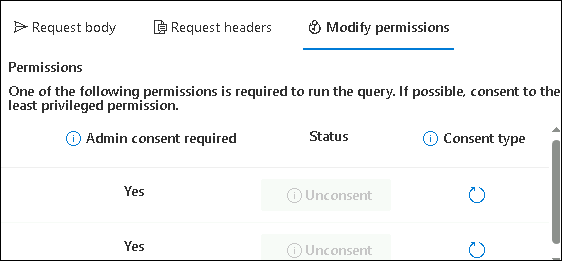 Request body Request headers Modify permissions
Permissions
One of the following permissions is required to run the query. If possible, consent to the
least privileged permission.
Admin consent required Status Consent type
Yes Unconsent
Yes Unconsent